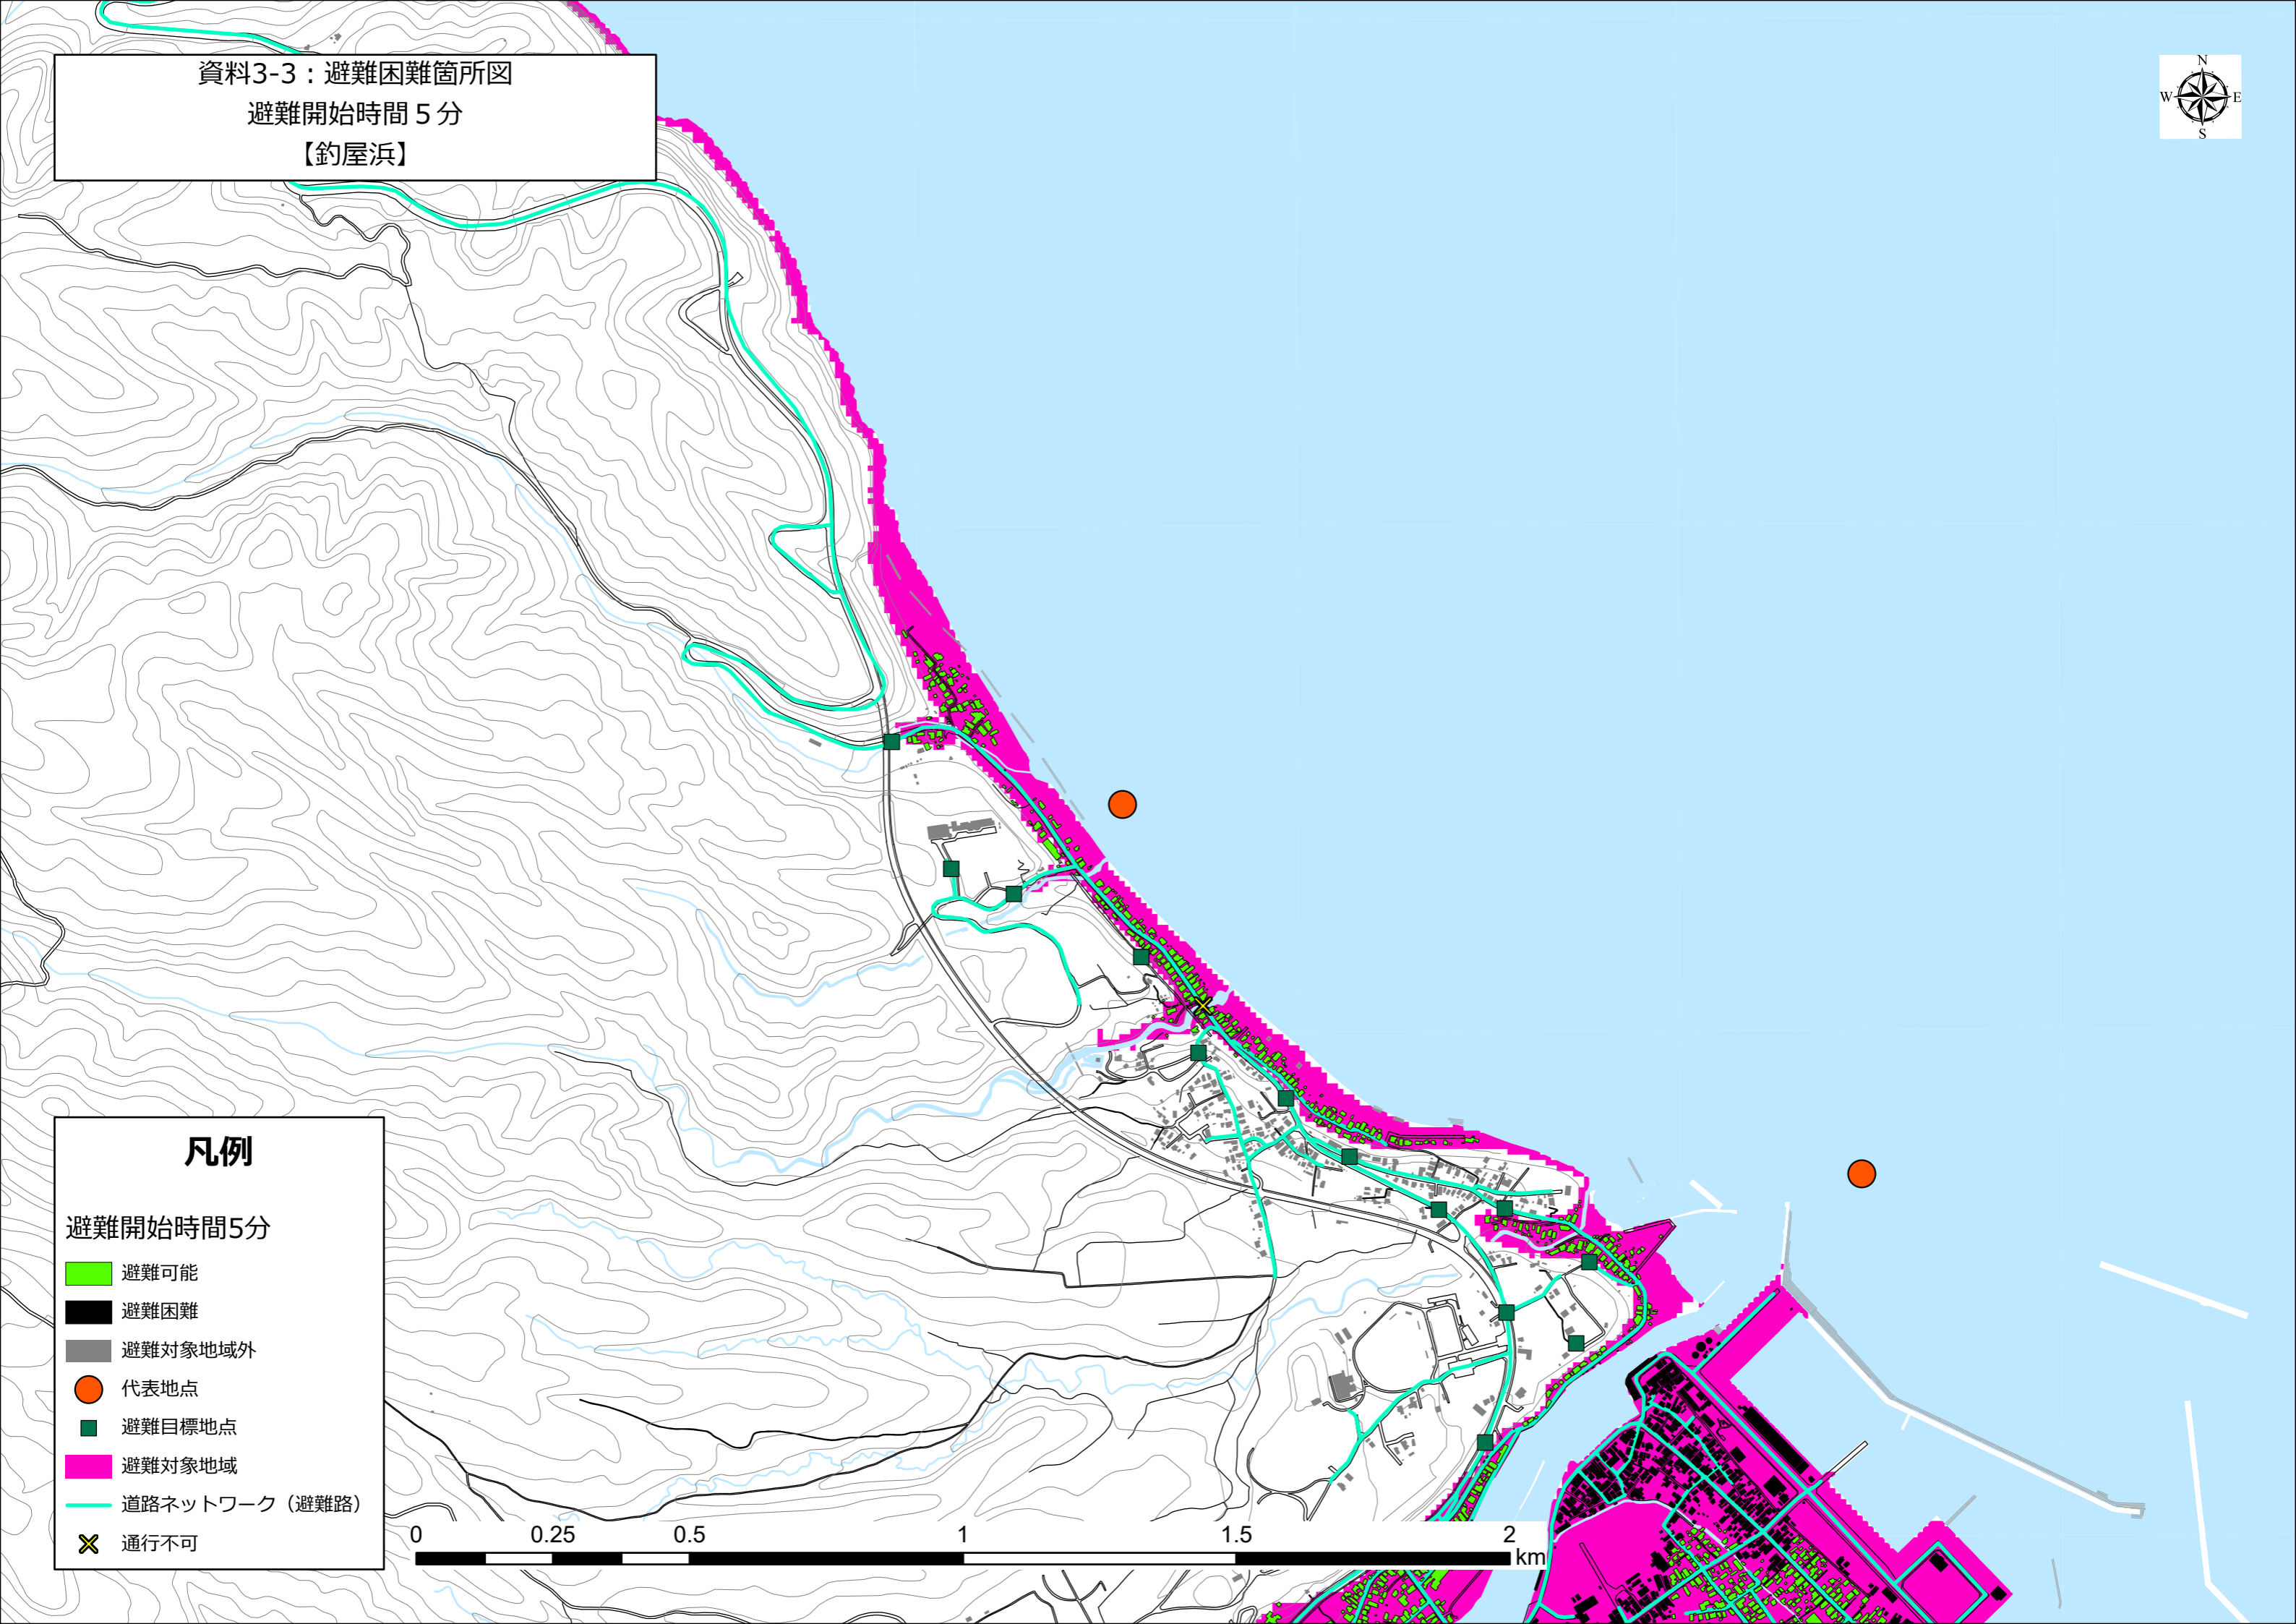 資料3-3：避難困難箇所図
避難開始時間５分
【釣屋浜】
N
W E
S
凡例
避難開始時間5分
避難可能
避難困難
避難対象地域外
代表地点
避難目標地点
避難対象地域
道路ネットワーク（避難路）
通行不可
0 0.25 0.5 1 1.5 2
km